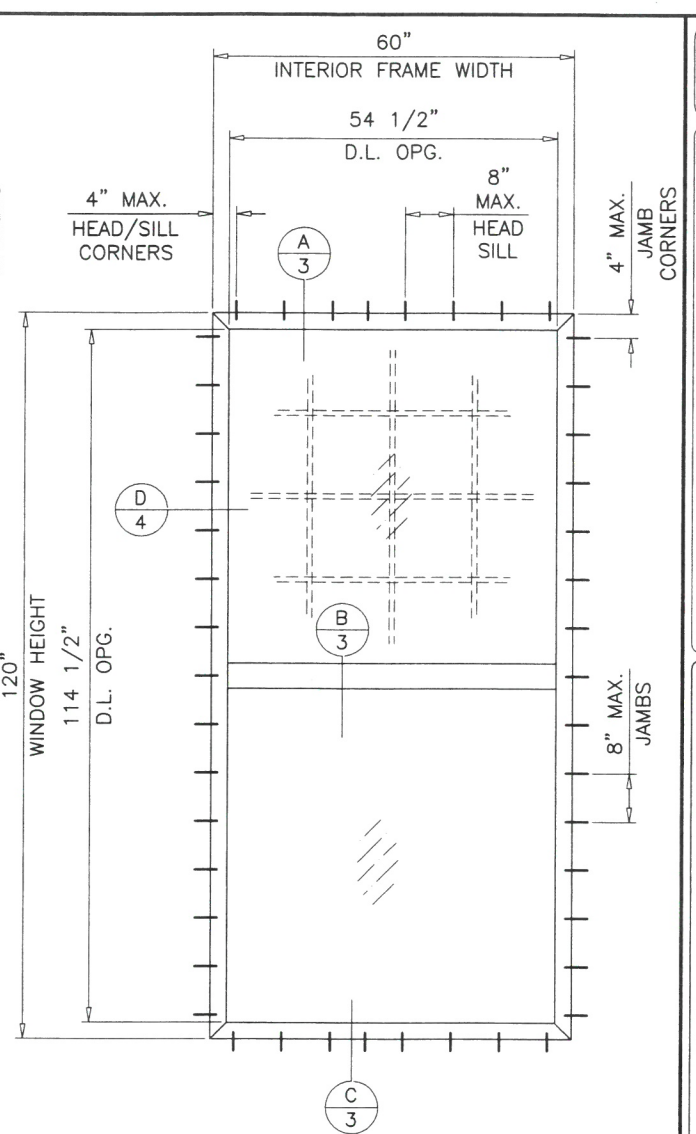 60"
INTERIOR FRAME WIDTH
54 1/2"
D.L. OPG.
4" MAX.
HEAD/SILL
CORNERS
8"
MAX.
HEAD
SILL
4" MAX.
JAMB
CORNERS
A
3
D
4
B
3
120"
WINDOW HEIGHT
114 1/2"
D.L. OPG.
8" MAX.
JAMBS
C
3